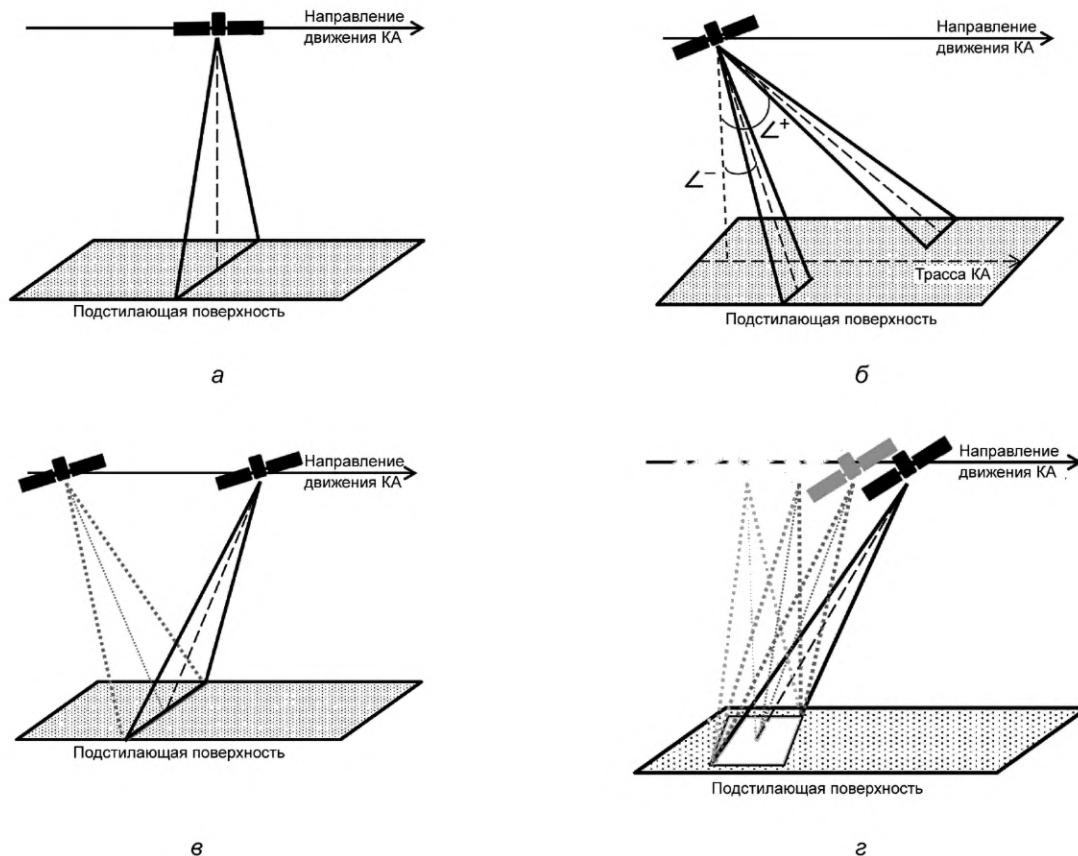 Направление
движения КА
Подстилающая поверхность
а
Направление
движения КА
∠+
∠−
Трасса КА
Подстилающая поверхность
б
Направление
движения КА
Подстилающая поверхность
в
Направление
движения КА
Подстилающая поверхность
г